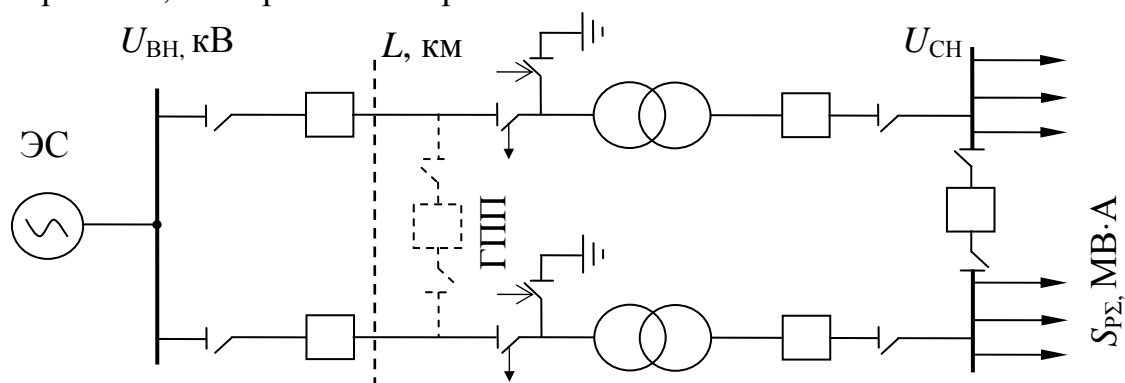 U_ВН, кВ
L, км
U_СН
ЭС
ГПП
S_РΣ, МВ·А